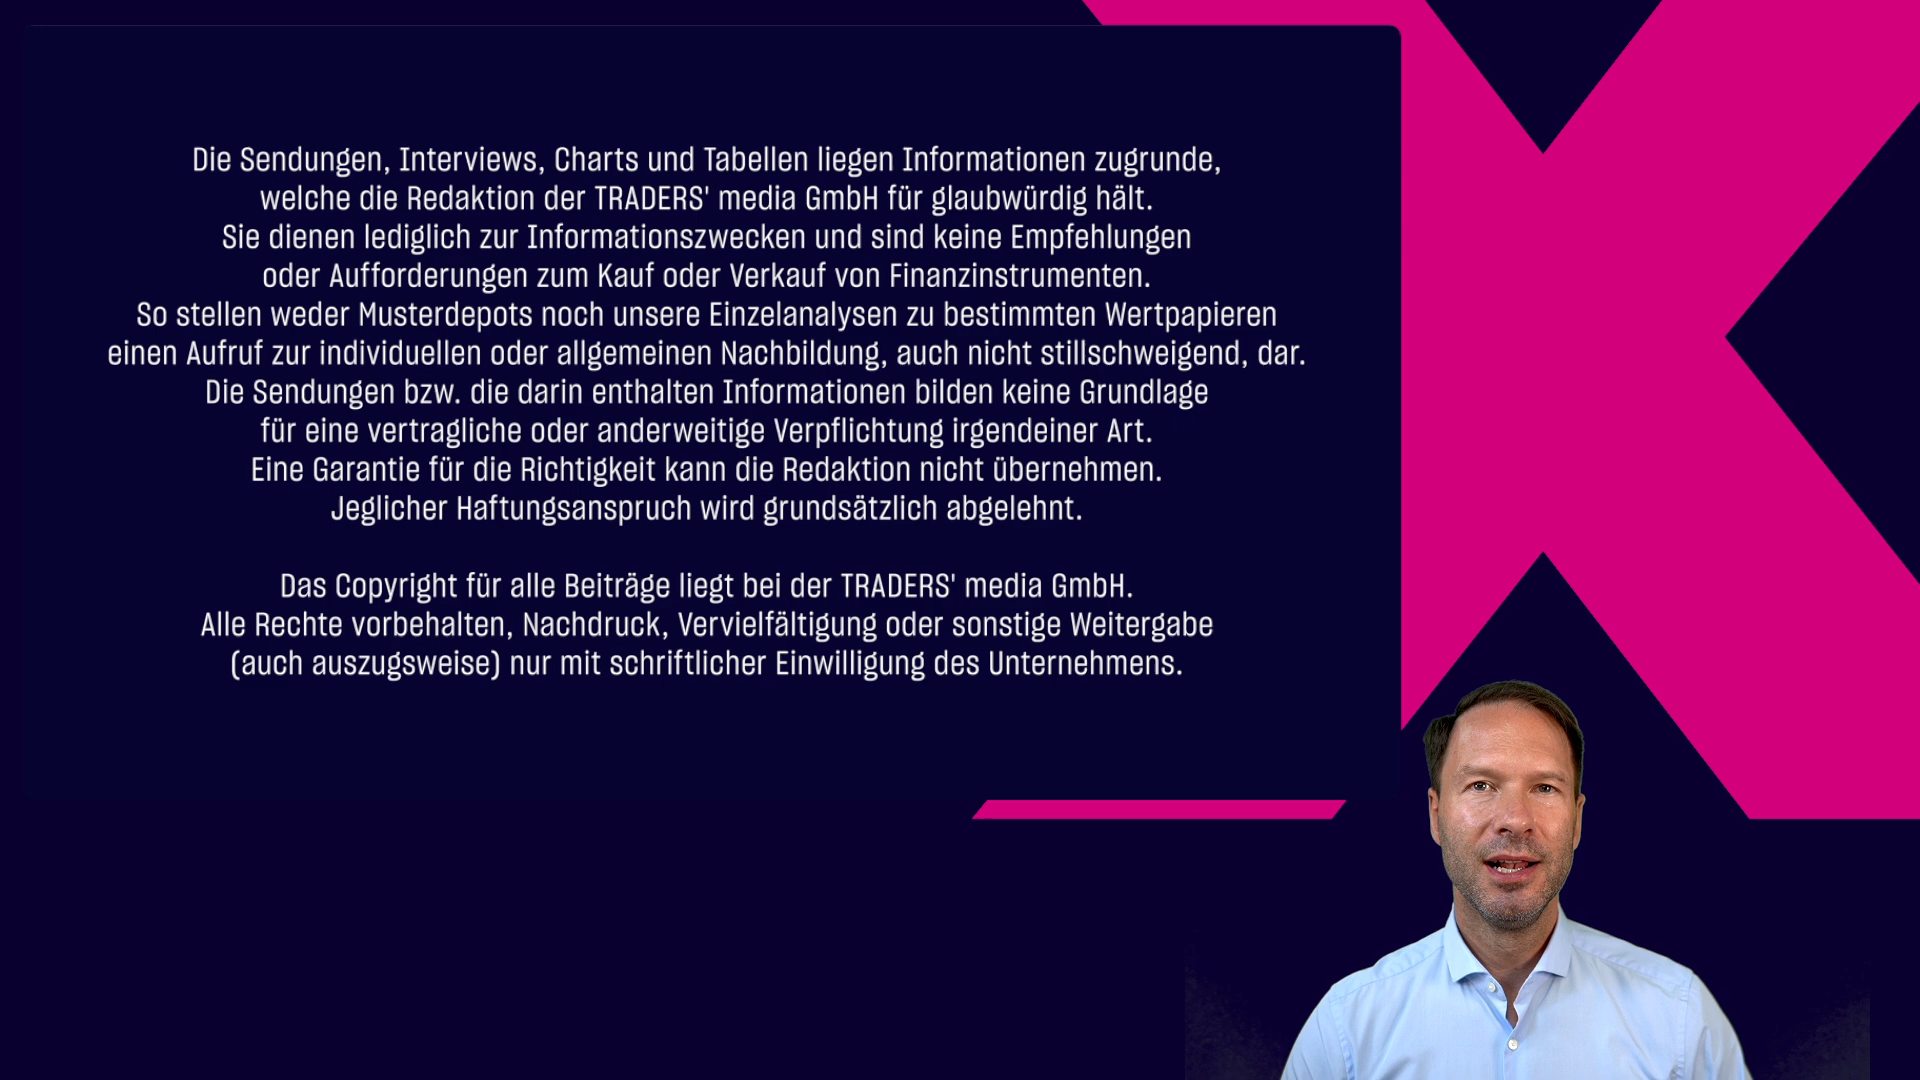 Die Sendungen, Interviews, Charts und Tabellen liegen Informationen zugrunde,
welche die Redaktion der TRADERS' media GmbH für glaubwürdig hält.
Sie dienen lediglich zur Informationszwecken und sind keine Empfehlungen
oder Aufforderungen zum Kauf oder Verkauf von Finanzinstrumenten.
So stellen weder Musterdepots noch unsere Einzelanalysen zu bestimmten Wertpapieren
einen Aufruf zur individuellen oder allgemeinen Nachbildung, auch nicht stillschweigend, dar.
Die Sendungen bzw. die darin enthalten Informationen bilden keine Grundlage
für eine vertragliche oder anderweitige Verpflichtung irgendeiner Art.
Eine Garantie für die Richtigkeit kann die Redaktion nicht übernehmen.
Jeglicher Haftungsanspruch wird grundsätzlich abgelehnt.
Das Copyright für alle Beiträge liegt bei der TRADERS' media GmbH.
Alle Rechte vorbehalten, Nachdruck, Vervielfältigung oder sonstige Weitergabe
(auch auszugsweise) nur mit schriftlicher Einwilligung des Unternehmens.